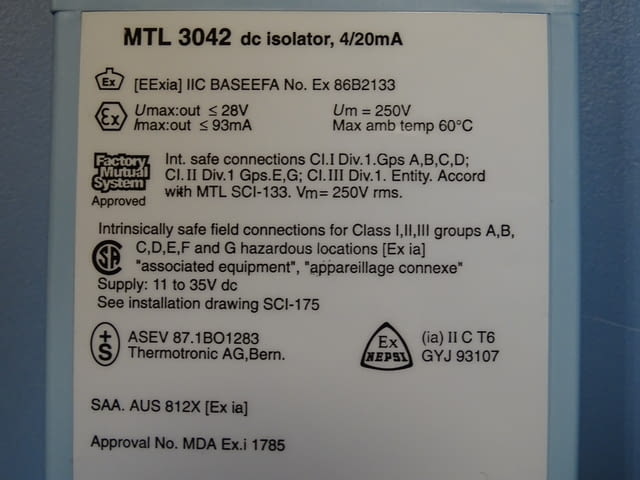 MTL 3042 dc isolator, 4/20mA
Ex [EExia] IIC BASEEFA No. Ex 86B2133
Ex Umax:out ≤ 28V Um = 250V
Imax:out ≤ 93mA Max amb temp 60°C
Factory Mutual System Approved
Int. safe connections Cl.I Div.1.Gps A,B,C,D;
Cl.II Div.1 Gps.E,G; Cl.III Div.1. Entity. Accord
with MTL SCI-133. Vm= 250V rms.
Intrinsically safe field connections for Class I,II,III groups A,B,
C,D,E,F and G hazardous locations [Ex ia]
SA "associated equipment", "appareillage connexe"
Supply: 11 to 35V dc
See installation drawing SCI-175
+S ASEV 87.1BO1283
Thermotronic AG,Bern.
Ex NEPSI (ia) II C T6
GYJ 93107
SAA. AUS 812X [Ex ia]
Approval No. MDA Ex.i 1785